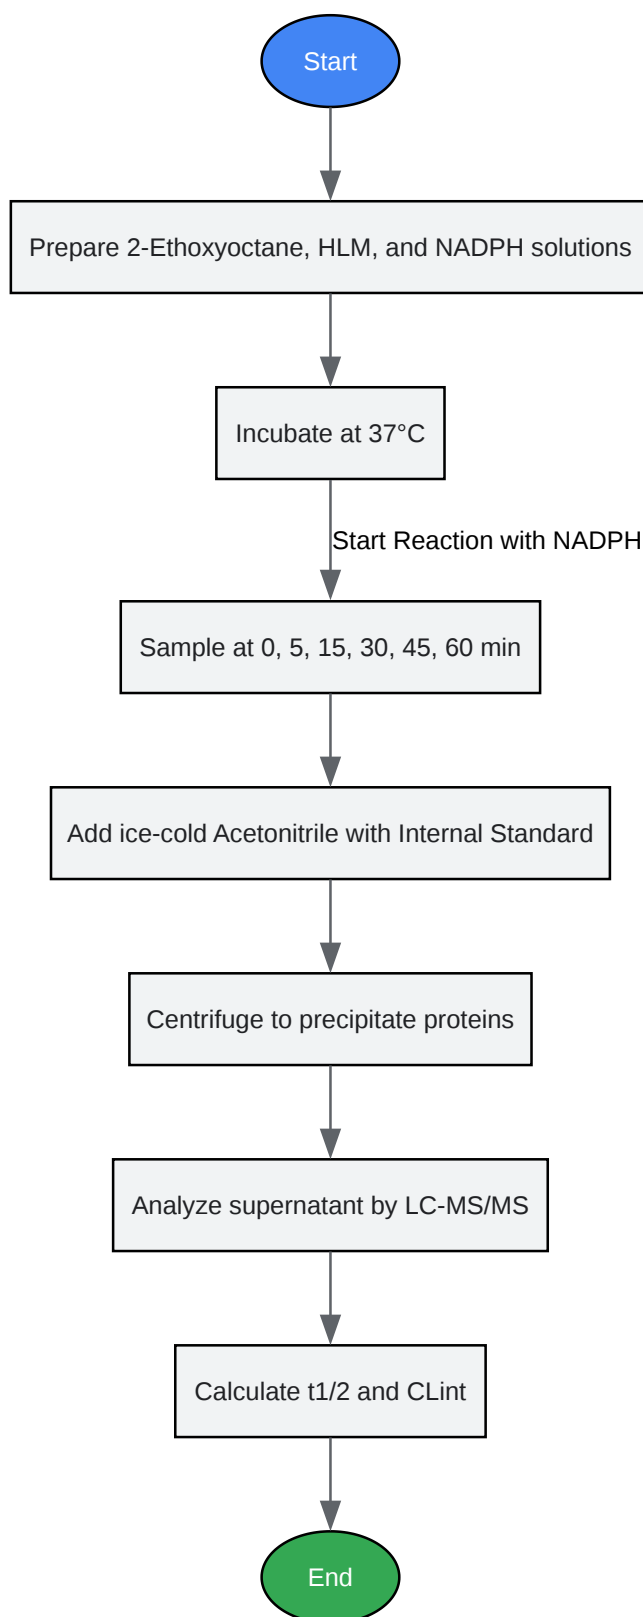 Start
Prepare 2-Ethoxyoctane, HLM, and NADPH solutions
Incubate at 37°C
Start Reaction with NADPH
Sample at 0, 5, 15, 30, 45, 60 min
Add ice-cold Acetonitrile with Internal Standard
Centrifuge to precipitate proteins
Analyze supernatant by LC-MS/MS
Calculate t1/2 and CLint
End